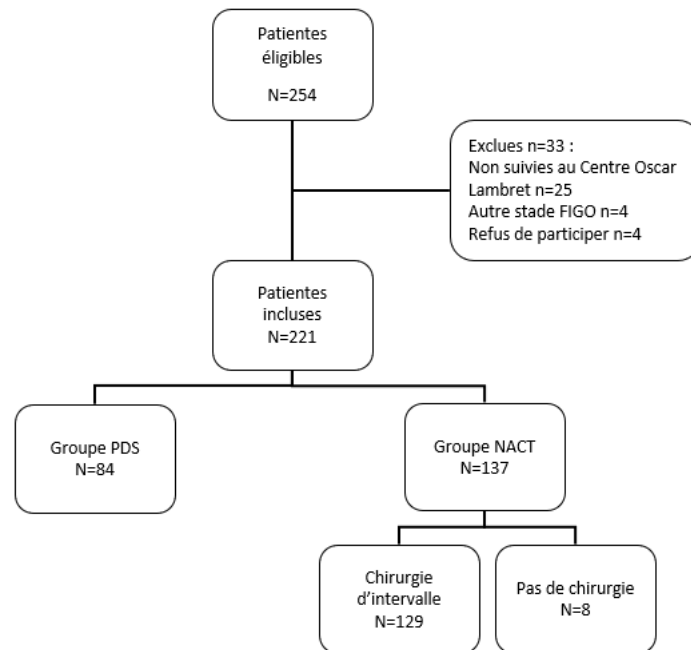 Patientes
éligibles
N=254
Exclues n=33 :
Non suivies au Centre Oscar
Lambret n=25
Autre stade FIGO n=4
Refus de participer n=4
Patientes
incluses
N=221
Groupe PDS
N=84
Groupe NACT
N=137
Chirurgie
d’intervalle
N=129
Pas de chirurgie
N=8